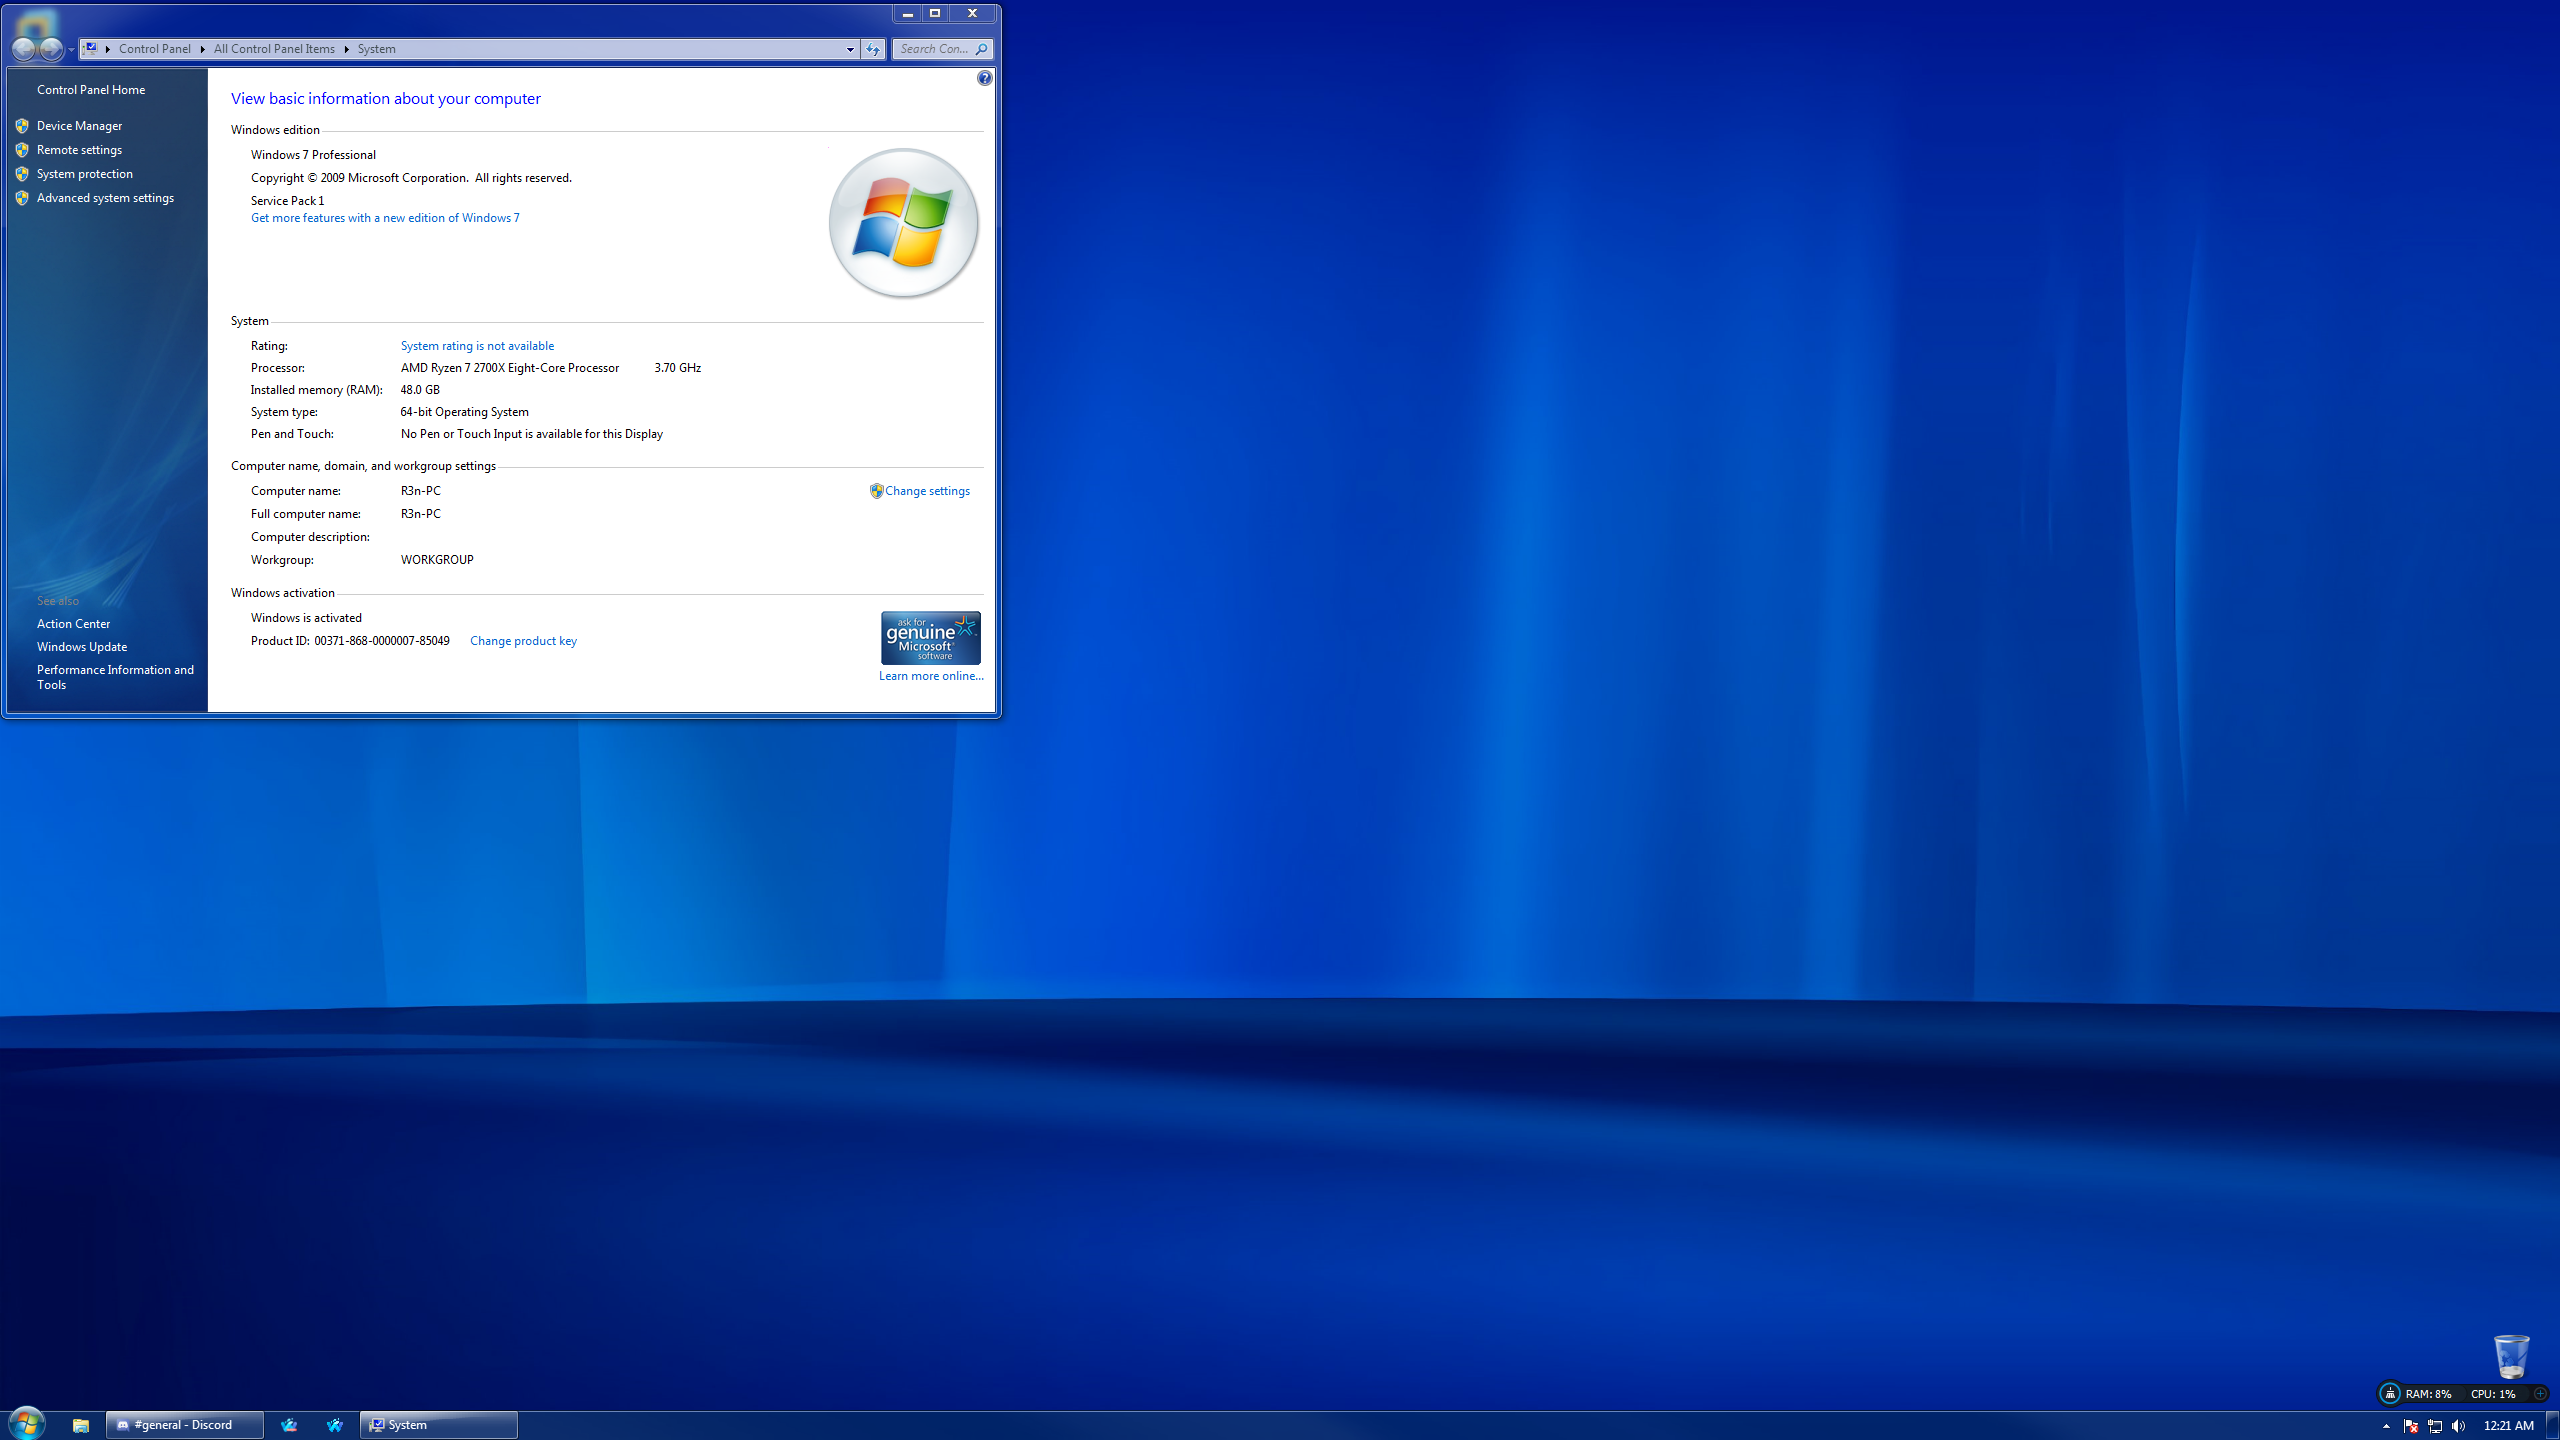 Control Panel
All Control Panel Items
System
Search Con...
Control Panel Home
Device Manager
Remote settings
System protection
Advanced system settings
See also
Action Center
Windows Update
Performance Information and
Tools
View basic information about your computer
Windows edition
Windows 7 Professional
Copyright © 2009 Microsoft Corporation.  All rights reserved.
Service Pack 1
Get more features with a new edition of Windows 7
System
Rating: System rating is not available
Processor: AMD Ryzen 7 2700X Eight-Core Processor 3.70 GHz
Installed memory (RAM): 48.0 GB
System type: 64-bit Operating System
Pen and Touch: No Pen or Touch Input is available for this Display
Computer name, domain, and workgroup settings
Computer name: R3n-PC Change settings
Full computer name: R3n-PC
Computer description:
Workgroup: WORKGROUP
Windows activation
Windows is activated
Product ID: 00371-868-0000007-85049 Change product key
ask for
genuine
Microsoft®
software
Learn more online...
RAM: 8% CPU: 1%
#general - Discord
System
12:21 AM